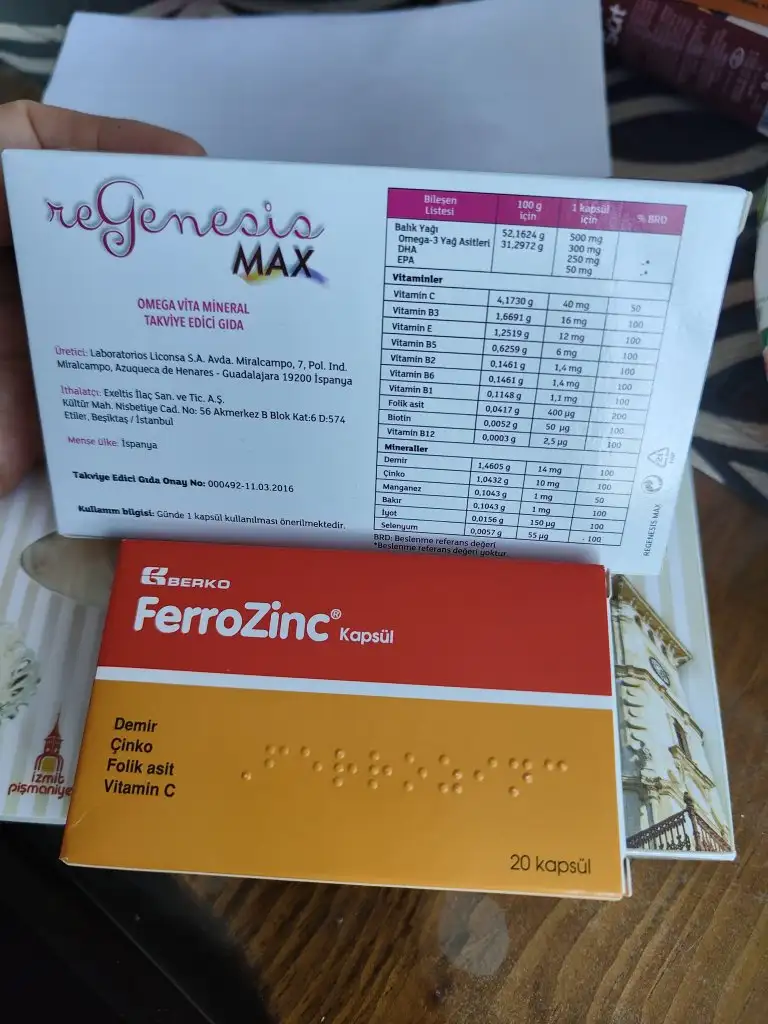 reGenesis
MAX
OMEGA VİTA MİNERAL
TAKVİYE EDİCİ GIDA
Üretici: Laboratorios Liconsa S.A. Avda. Miralcampo, 7, Pol. Ind.
Miralcampo, Azuqueca de Henares - Guadalajara 19200 İspanya
İthalatçı: Exeltis İlaç San. ve Tic. A.Ş.
Kültür Mah. Nisbetiye Cad. No: 56 Akmerkez B Blok Kat:6 D:574
Etiler, Beşiktaş / İstanbul
Menşe ülke: İspanya
Takviye Edici Gıda Onay No: 000492-11.03.2016
Kullanım bilgisi: Günde 1 kapsül kullanılması önerilmektedir.
Bileşen Listesi 100 g için 1 kapsül için % BRD
Balık Yağı 52,1624 g 500 mg
Omega-3 Yağ Asitleri 31,2972 g 300 mg
DHA 250 mg *
EPA 50 mg *
Vitaminler
Vitamin C 4,1730 g 40 mg 50
Vitamin B3 1,6691 g 16 mg 100
Vitamin E 1,2519 g 12 mg 100
Vitamin B5 0,6259 g 6 mg 100
Vitamin B2 0,1461 g 1,4 mg 100
Vitamin B6 0,1461 g 1,4 mg 100
Vitamin B1 0,1148 g 1,1 mg 100
Folik asit 0,0417 g 400 µg 200
Biotin 0,0052 g 50 µg 100
Vitamin B12 0,0003 g 2,5 µg 100
Mineraller
Demir 1,4605 g 14 mg 100
Çinko 1,0432 g 10 mg 100
Manganez 0,1043 g 1 mg 50
Bakır 0,1043 g 1 mg 100
İyot 0,0156 g 150 µg 100
Selenyum 0,0057 g 55 µg 100
BRD: Beslenme referans değeri
*Beslenme referans değeri yoktur
REGENESIS MAX
BERKO
FerroZinc® Kapsül
Demir
Çinko
Folik asit
Vitamin C
20 kapsül
izmit
pişmaniye